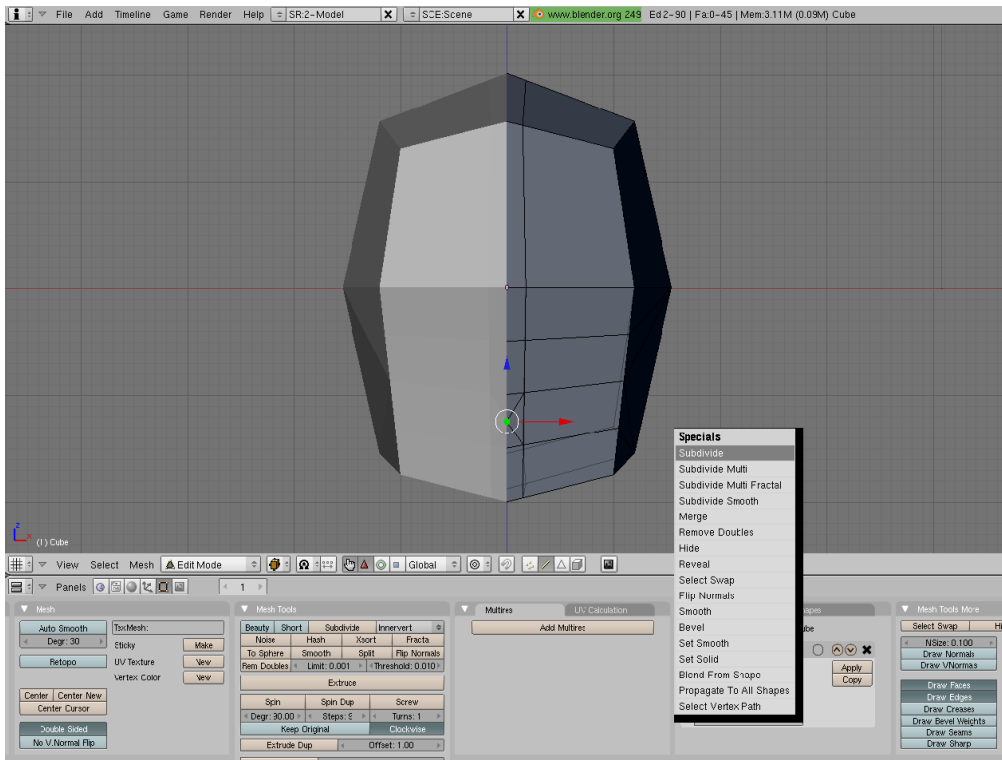 File Add Timeline Game Render Help SR:2-Model X SCE:Scene X www.blender.org 249 Ed 2-90 | Fa:0-45 | Mem:3.11M (0.09M) Cube
Specials
Subdivide
Subdivide Multi
Subdivide Multi Fractal
Subdivide Smooth
Merge
Remove Doubles
Hide
Reveal
Select Swap
Flip Normals
Smooth
Bevel
Set Smooth
Set Solid
Blend From Shape
Propagate To All Shapes
Select Vertex Path
z
x
(1) Cube
View Select Mesh Edit Mode Global
Panels 1
Mesh
Auto Smooth
Degr: 30
Retopo
TexMesh:
Sticky Make
UV Texture New
Vertex Color New
Center Center New
Center Cursor
Double Sided
No V.Normal Flip
Mesh Tools
Beauty Short Subdivide Innervert
Noise Hash Xsort Fracta
To Sphere Smooth Split Flip Normals
Rem Doubles Limit: 0.001 Threshold: 0.010
Extrude
Spin Spin Dup Screw
Degr: 90.00 Steps: 9 Turns: 1
Keep Original Clockwise
Extrude Dup Offset: 1.00
Multires UV Calculation
Add Multires
hapes
be
Apply
Copy
Mesh Tools More
Select Swap Hi
NSize: 0.100
Draw Normals
Draw VNormas
Draw Faces
Draw Edges
Draw Creases
Draw Bevel Weights
Draw Seams
Draw Sharp